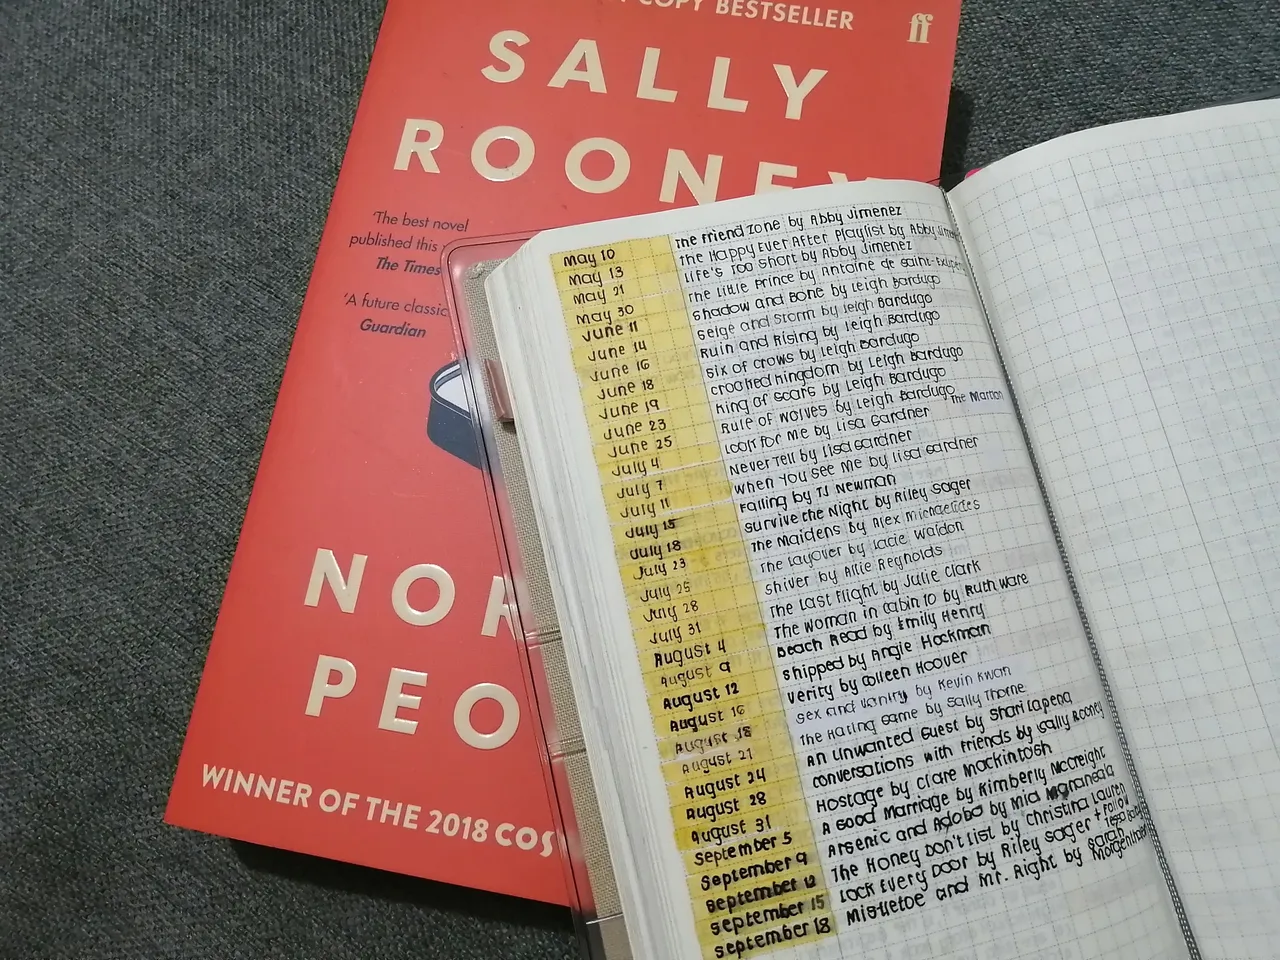 COPY BESTSELLER
ff
SALLY
ROONEY
'The best novel
published this
The Times
'A future classic
Guardian
NOR
PEO
WINNER OF THE 2018 COS
May 10 The Friend Zone by Abby Jimenez
May 13 The Happy Ever After Playlist by Abby Jimenez
May 21 Life's Too Short by Abby Jimenez
May 30 The Little Prince by Antoine de Saint-Exupéry
June 11 Shadow and Bone by Leigh Bardugo
June 14 Seige and Storm by Leigh Bardugo
June 16 Ruin and Rising by Leigh Bardugo
June 18 Six of Crows by Leigh Bardugo
June 19 Crooked Kingdom by Leigh Bardugo
June 23 King of Scars by Leigh Bardugo
June 25 Rule of Wolves by Leigh Bardugo The Martian
July 4 Look for Me by Lisa Gardner
July 7 Never Tell by Lisa Gardner
July 11 When You See Me by Lisa Gardner
July 15 Falling by TJ Newman
July 18 Survive the Night by Riley Sager
July 23 The Maidens by Alex Michaelides
July 25 The Layover by Lacie Waldon
July 28 Shiver by Allie Reynolds
July 31 The Last Flight by Julie Clark
August 4 The Woman in Cabin 10 by Ruth Ware
August 9 Beach Read by Emily Henry
August 12 Shipped by Angie Hockman
August 16 Verity by Colleen Hoover
August 18 Sex and Vanity by Kevin Kwan
August 21 The Hating Game by Sally Thorne
August 24 An Unwanted Guest by Shari Lapena
August 28 Conversations with Friends by Sally Rooney
August 31 Hostage by Clare Mackintosh
September 5 A Good Marriage by Kimberly McCreight
September 9 Arsenic and Adobo by Mia Manansala
September 12 The Honey Don't List by Christina Lauren
September 15 Lock Every Door by Riley Sager + Follow
September 18 Mistletoe and Mr. Right by Sarah Morgenthaler